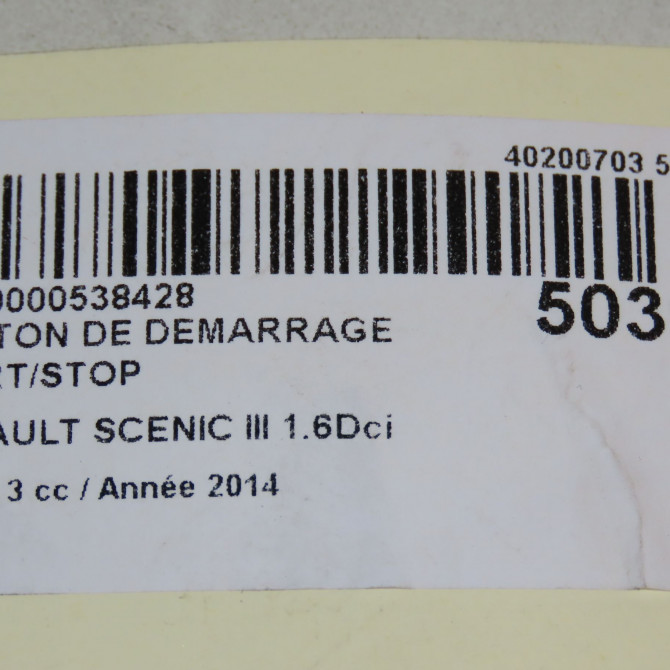 40200703 5
0000538428
503
TON DE DEMARRAGE
RT/STOP
AULT SCENIC III 1.6Dci
3 cc / Année 2014